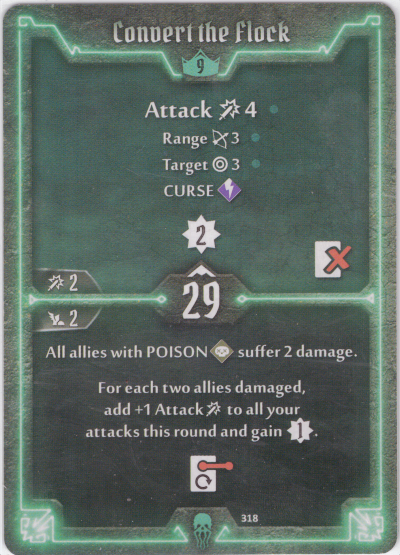 Convert the Flock
9
Attack 4
Range 3
Target 3
CURSE
2
2
29
2
All allies with POISON suffer 2 damage.
For each two allies damaged,
add +1 Attack to all your
attacks this round and gain 1.
318